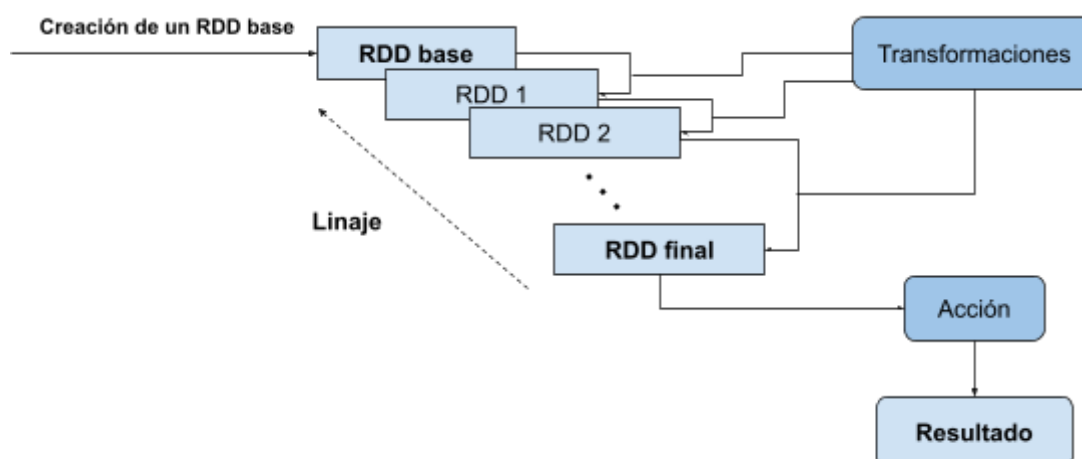 Creación de un RDD base
RDD base
Transformaciones
RDD 1
RDD 2
Linaje
RDD final
Acción
Resultado